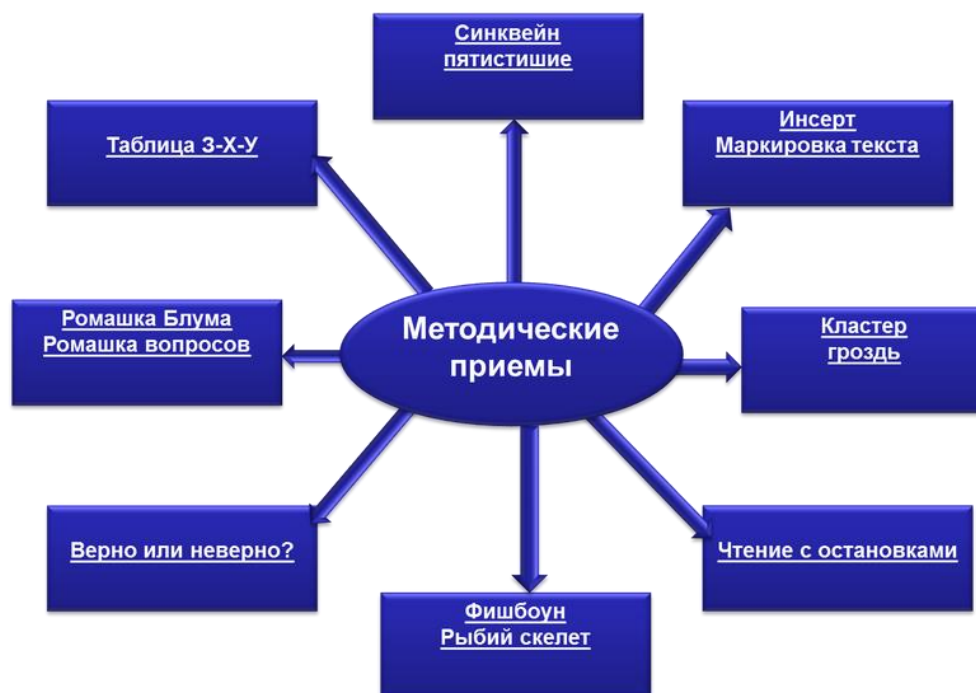 Синквейн
пятистишие
Таблица З-Х-У
Инсерт
Маркировка текста
Ромашка Блума
Ромашка вопросов
Методические
приемы
Кластер
гроздь
Верно или неверно?
Чтение с остановками
Фишбоун
Рыбий скелет